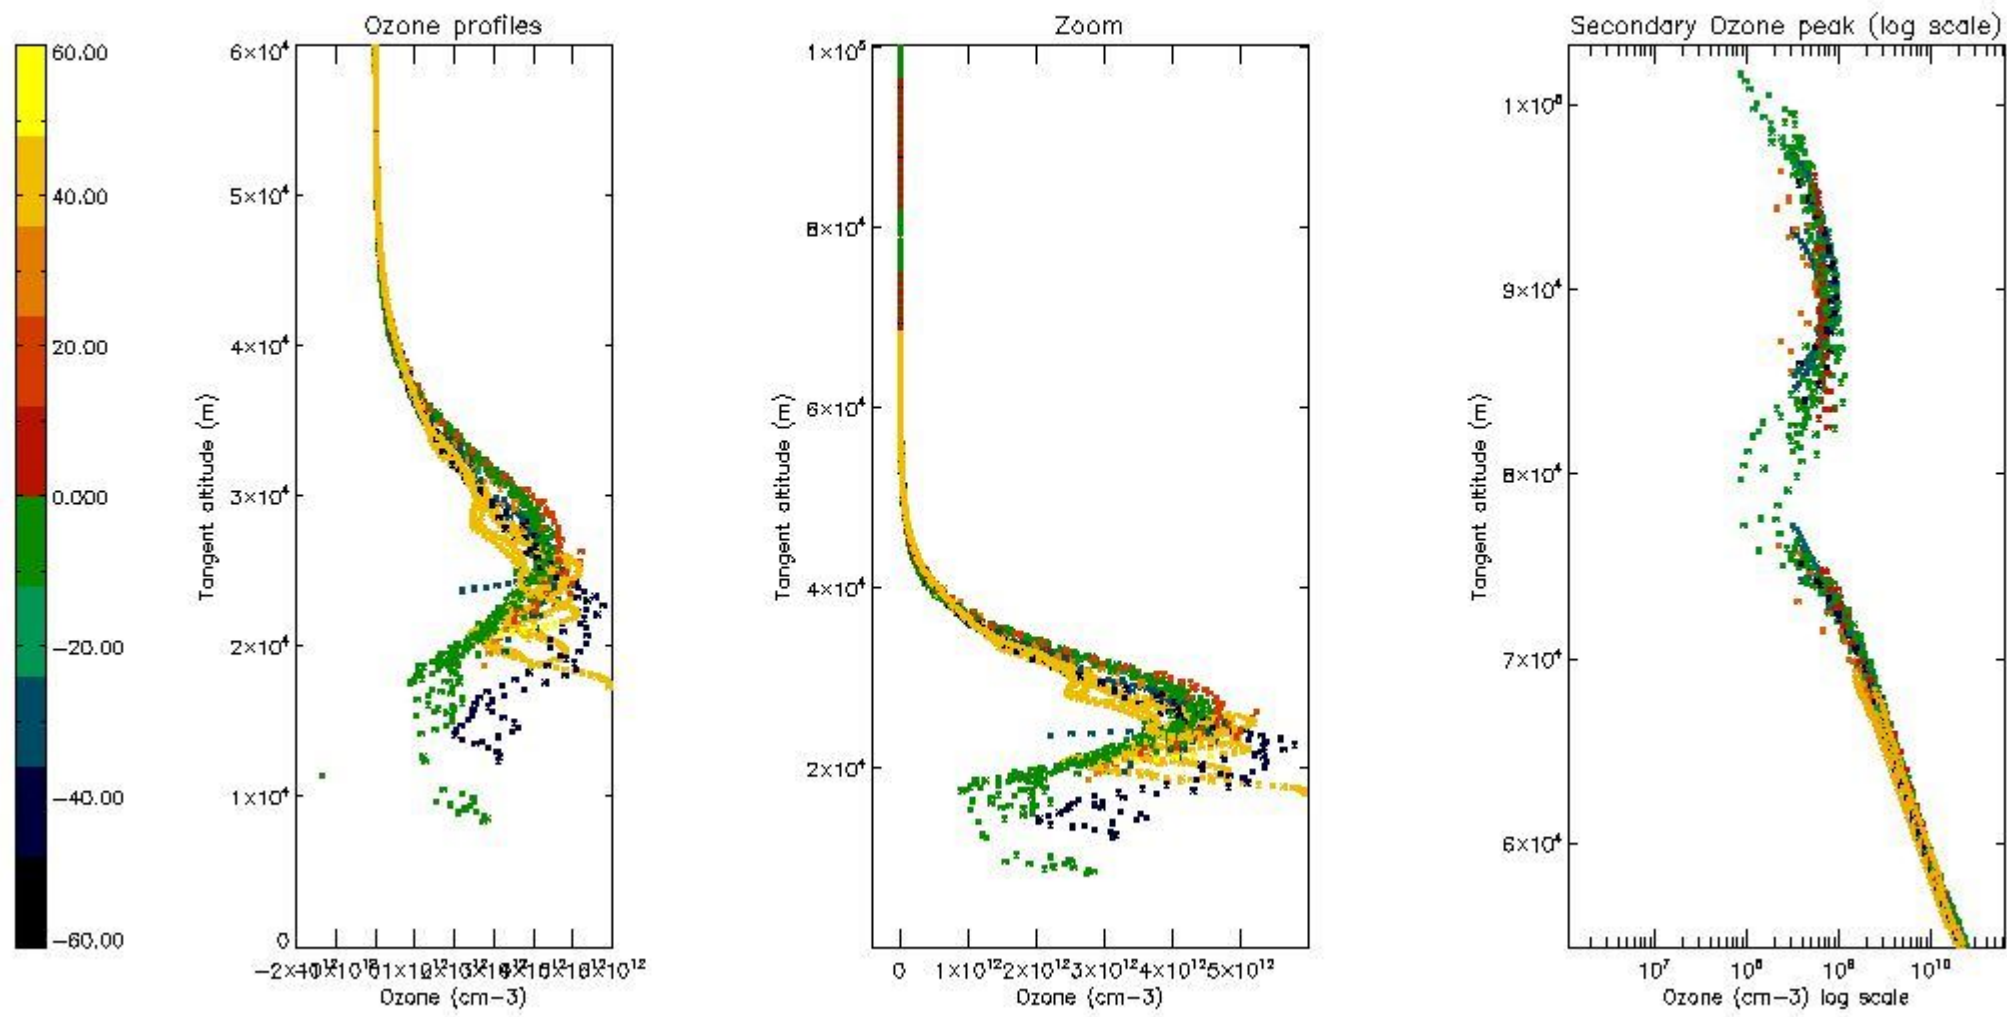 Ozone profiles
Zoom
Secondary Ozone peak (log scale)
60.00
40.00
20.00
0.000
−20.00
−40.00
−60.00
Tangent altitude (m)
6×10⁴
5×10⁴
4×10⁴
3×10⁴
2×10⁴
1×10⁴
0
Ozone (cm−3)
Tangent altitude (m)
1×10⁵
8×10⁴
6×10⁴
4×10⁴
2×10⁴
0 1×10¹² 2×10¹² 3×10¹² 4×10¹² 5×10¹²
Ozone (cm−3)
Tangent altitude (m)
9×10⁴
8×10⁴
7×10⁴
6×10⁴
10⁷ 10⁸ 10⁹ 10¹⁰
Ozone (cm−3) log scale